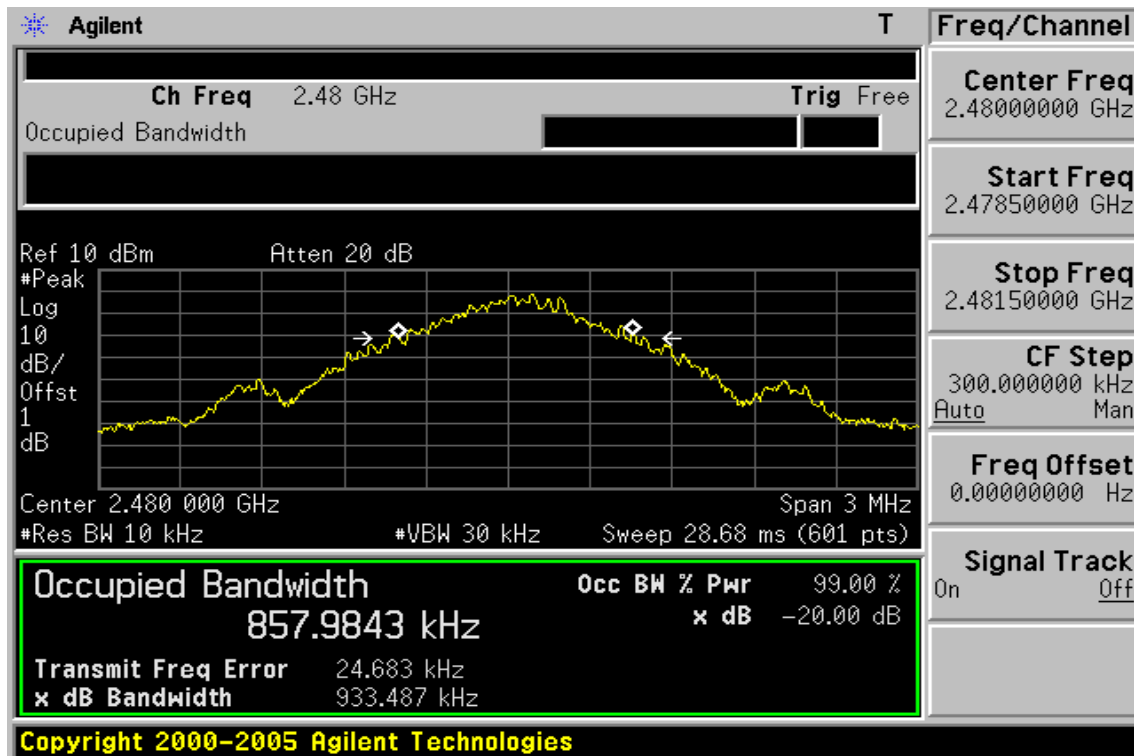 Agilent T
Freq/Channel
Ch Freq 2.48 GHz Trig Free
Occupied Bandwidth
Center Freq
2.48000000 GHz
Start Freq
2.47850000 GHz
Stop Freq
2.48150000 GHz
CF Step
300.000000 kHz
Auto Man
Freq Offset
0.00000000 Hz
Signal Track
On Off
Ref 10 dBm Atten 20 dB
#Peak
Log
10
dB/
Offst
1
dB
Center 2.480 000 GHz Span 3 MHz
#Res BW 10 kHz #VBW 30 kHz Sweep 28.68 ms (601 pts)
Occupied Bandwidth
857.9843 kHz
Occ BW % Pwr 99.00 %
x dB -20.00 dB
Transmit Freq Error 24.683 kHz
x dB Bandwidth 933.487 kHz
Copyright 2000-2005 Agilent Technologies